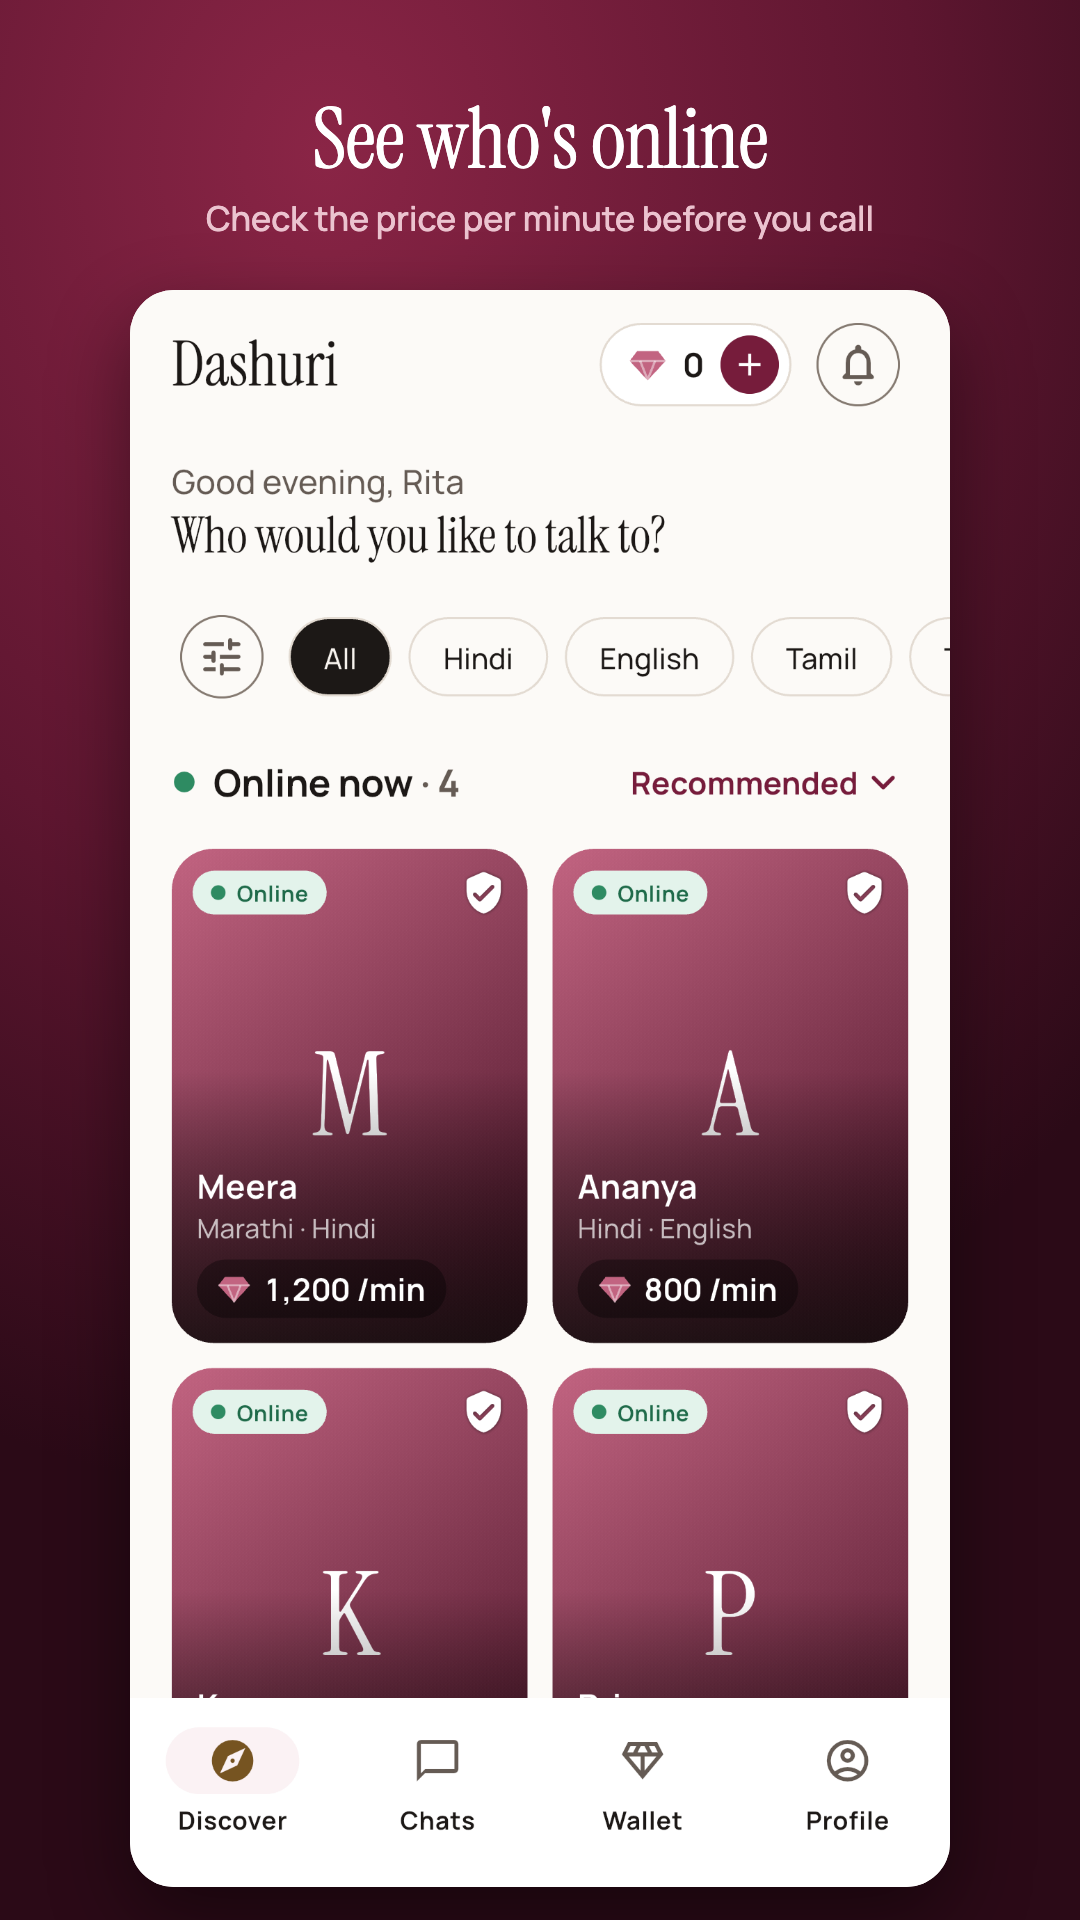 See who's online
Check the price per minute before you call
Dashuri
0
Good evening, Rita
Who would you like to talk to?
All
Hindi
English
Tamil
Online now · 4
Recommended
Online
Online
M
A
Meera
Ananya
Marathi · Hindi
Hindi · English
1,200 /min
800 /min
Online
Online
K
P
Discover
Chats
Wallet
Profile